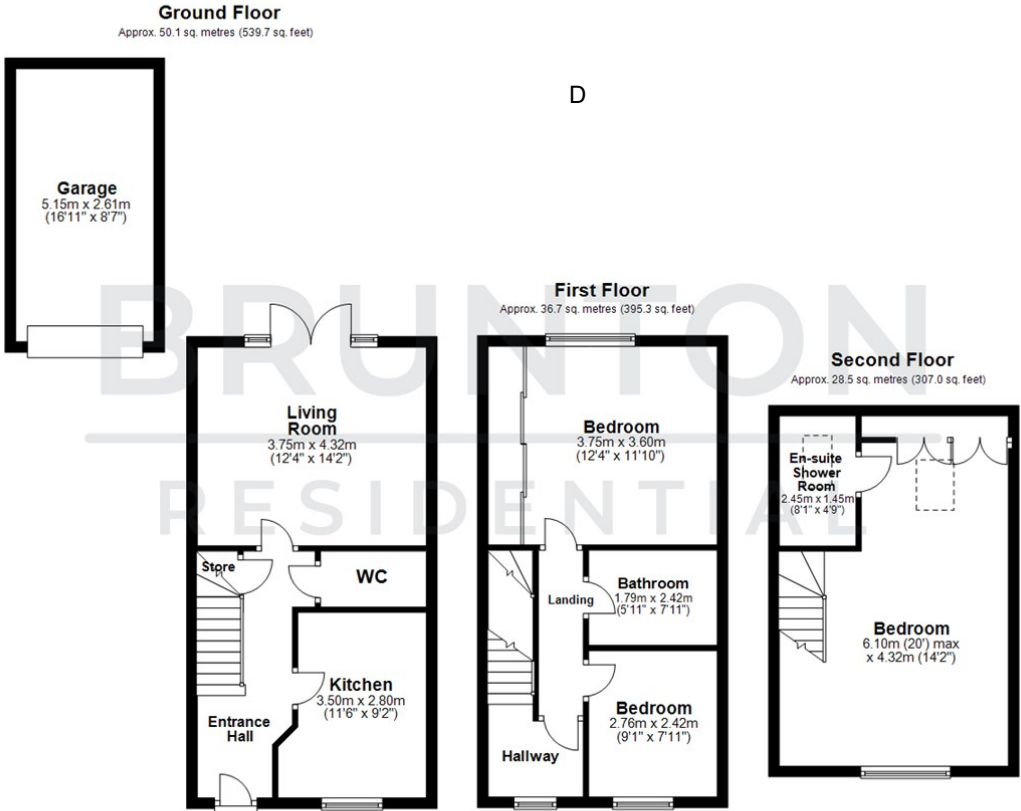 Ground Floor
Approx. 50.1 sq. metres (539.7 sq. feet)
D
Garage
5.15m x 2.61m
(16'11" x 8'7")
First Floor
Approx. 36.7 sq. metres (395.3 sq. feet)
BRUNTON
RESIDENTIAL
Second Floor
Approx. 28.5 sq. metres (307.0 sq. feet)
Living
Room
3.75m x 4.32m
(12'4" x 14'2")
Bedroom
3.75m x 3.60m
(12'4" x 11'10")
En-suite
Shower
Room
2.45m x 1.45m
(8'1" x 4'9")
Store
WC
Landing
Bathroom
1.79m x 2.42m
(5'11" x 7'11")
Bedroom
6.10m (20') max
x 4.32m (14'2")
Kitchen
3.50m x 2.80m
(11'6" x 9'2")
Entrance
Hall
Bedroom
2.76m x 2.42m
(9'1" x 7'11")
Hallway